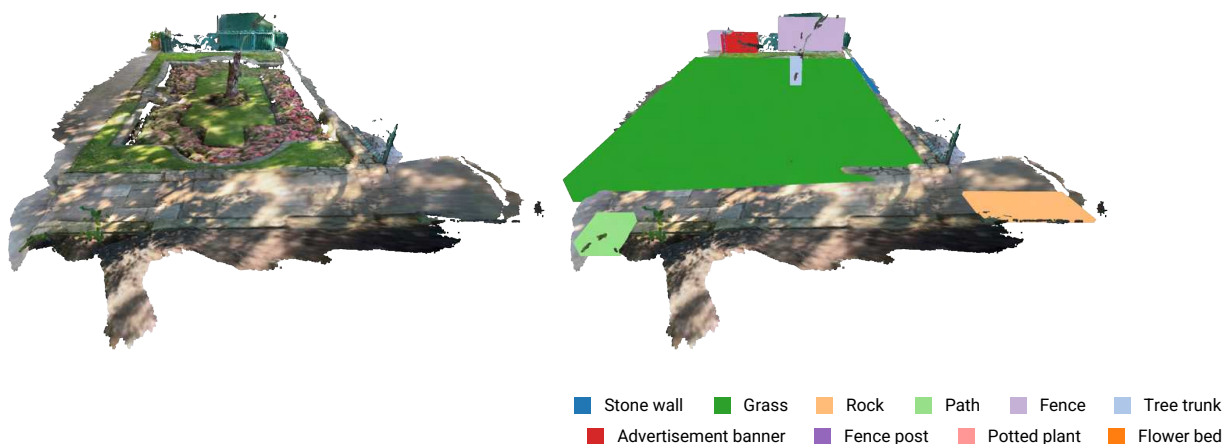 Stone wall Grass Rock Path Fence Tree trunk
Advertisement banner Fence post Potted plant Flower bed